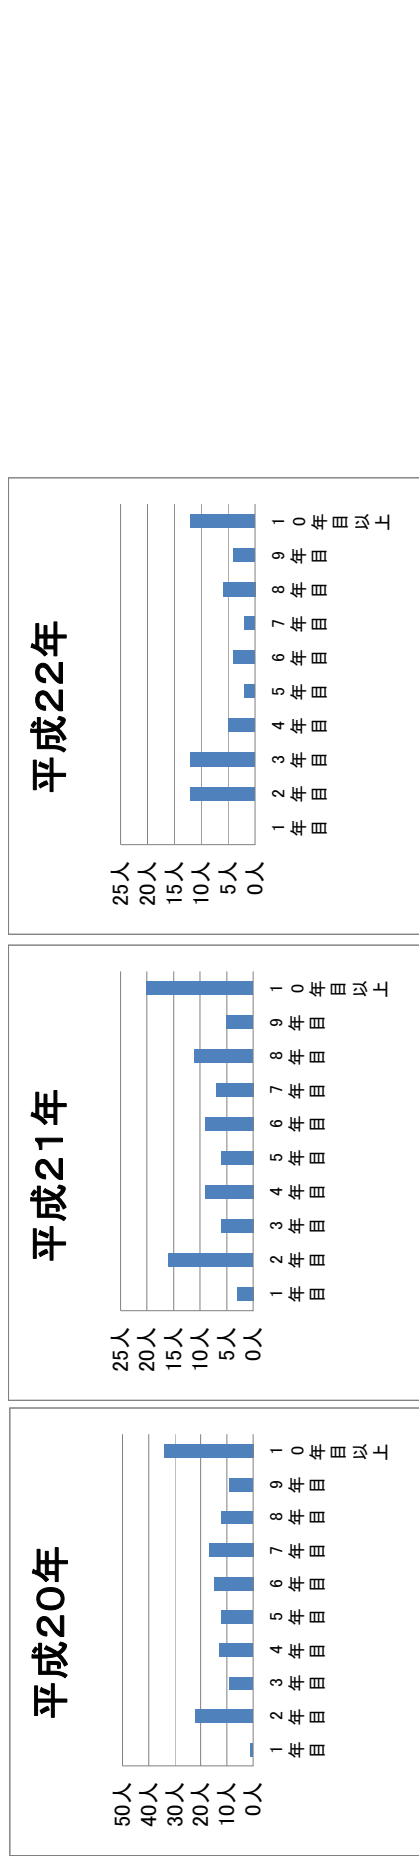 平成20年
50人
40人
30人
20人
10人
0人
1年目
2年目
3年目
4年目
5年目
6年目
7年目
8年目
9年目
10年目以上
平成21年
25人
20人
15人
10人
5人
0人
1年目
2年目
3年目
4年目
5年目
6年目
7年目
8年目
9年目
10年目以上
平成22年
25人
20人
15人
10人
5人
0人
1年目
2年目
3年目
4年目
5年目
6年目
7年目
8年目
9年目
10年目以上